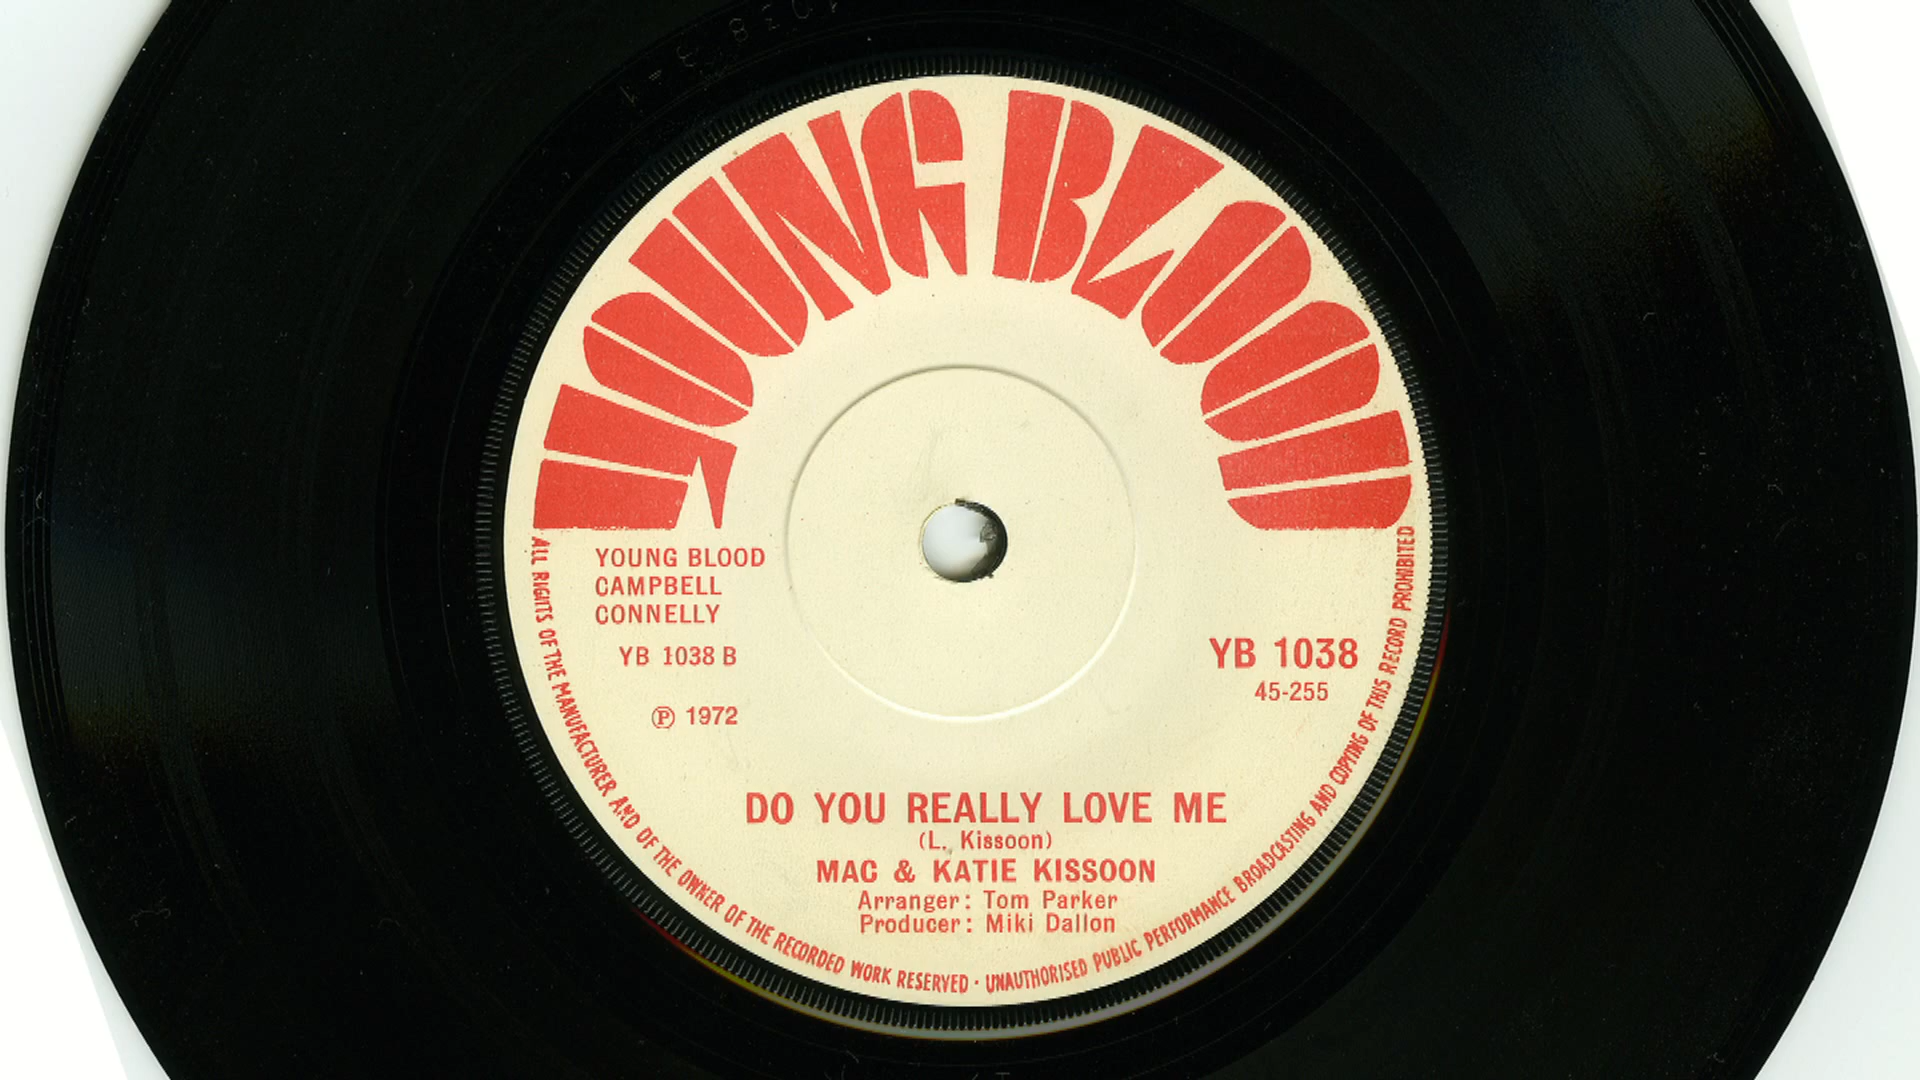 YOUNG BLOOD
YOUNG BLOOD
CAMPBELL
CONNELLY
YB 1038 B
℗ 1972
YB 1038
45-255
DO YOU REALLY LOVE ME
(L. Kissoon)
MAC & KATIE KISSOON
Arranger: Tom Parker
Producer: Miki Dallon
ALL RIGHTS OF THE MANUFACTURER AND OF THE OWNER OF THE RECORDED WORK RESERVED · UNAUTHORISED PUBLIC PERFORMANCE BROADCASTING AND COPYING OF THIS RECORD PROHIBITED